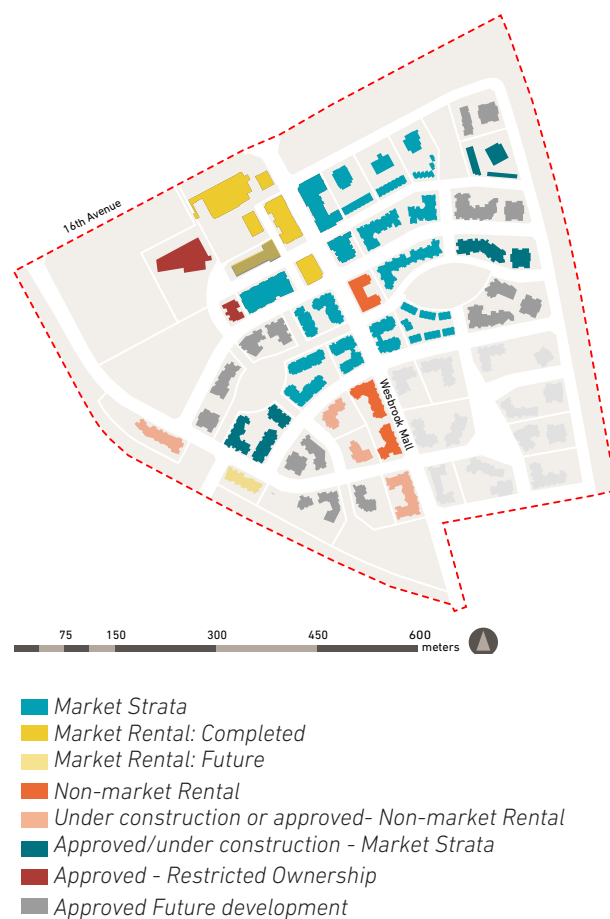 16th Avenue
Wesbrook Mall
75 150 300 450 600
meters
Market Strata
Market Rental: Completed
Market Rental: Future
Non-market Rental
Under construction or approved- Non-market Rental
Approved/under construction - Market Strata
Approved - Restricted Ownership
Approved Future development